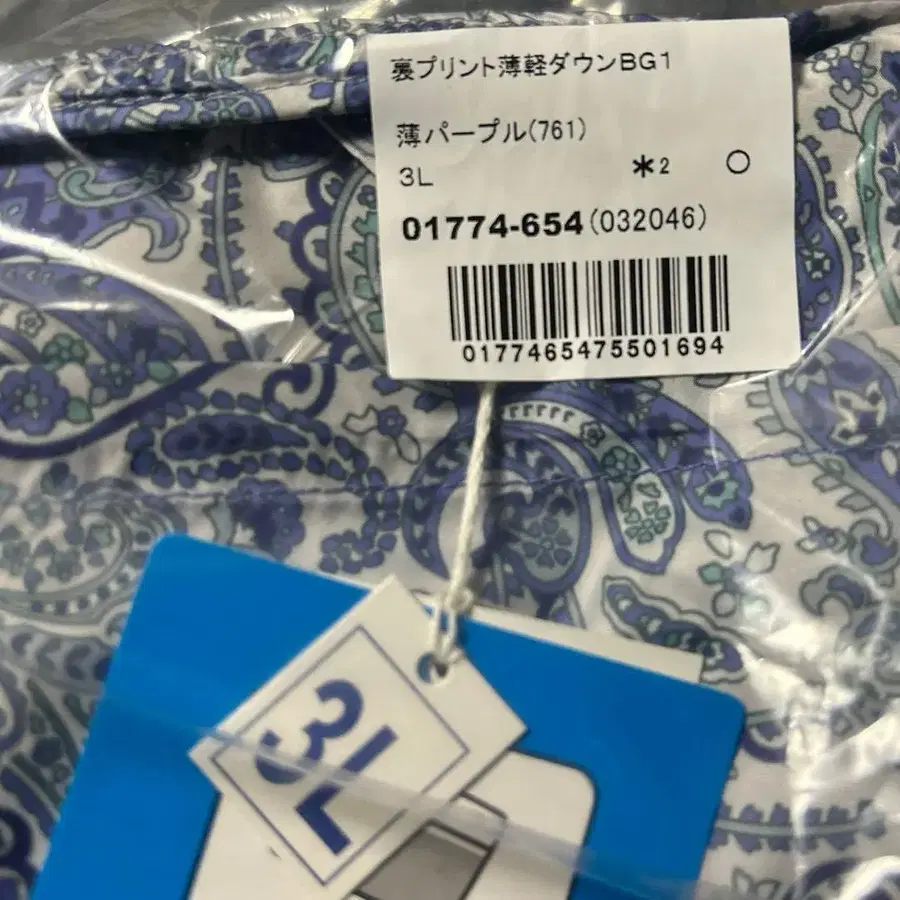 裏プリント薄軽ダウンBG1
薄パープル(761)
3L *2 ○
01774-654(032046)
0177465475501694
3L